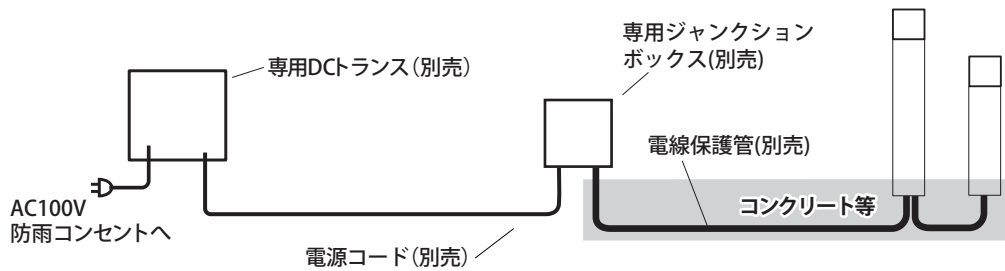 専用ジャンクション
ボックス(別売)
専用DCトランス（別売）
電線保護管(別売)
コンクリート等
AC100V
防雨コンセントへ
電源コード（別売）